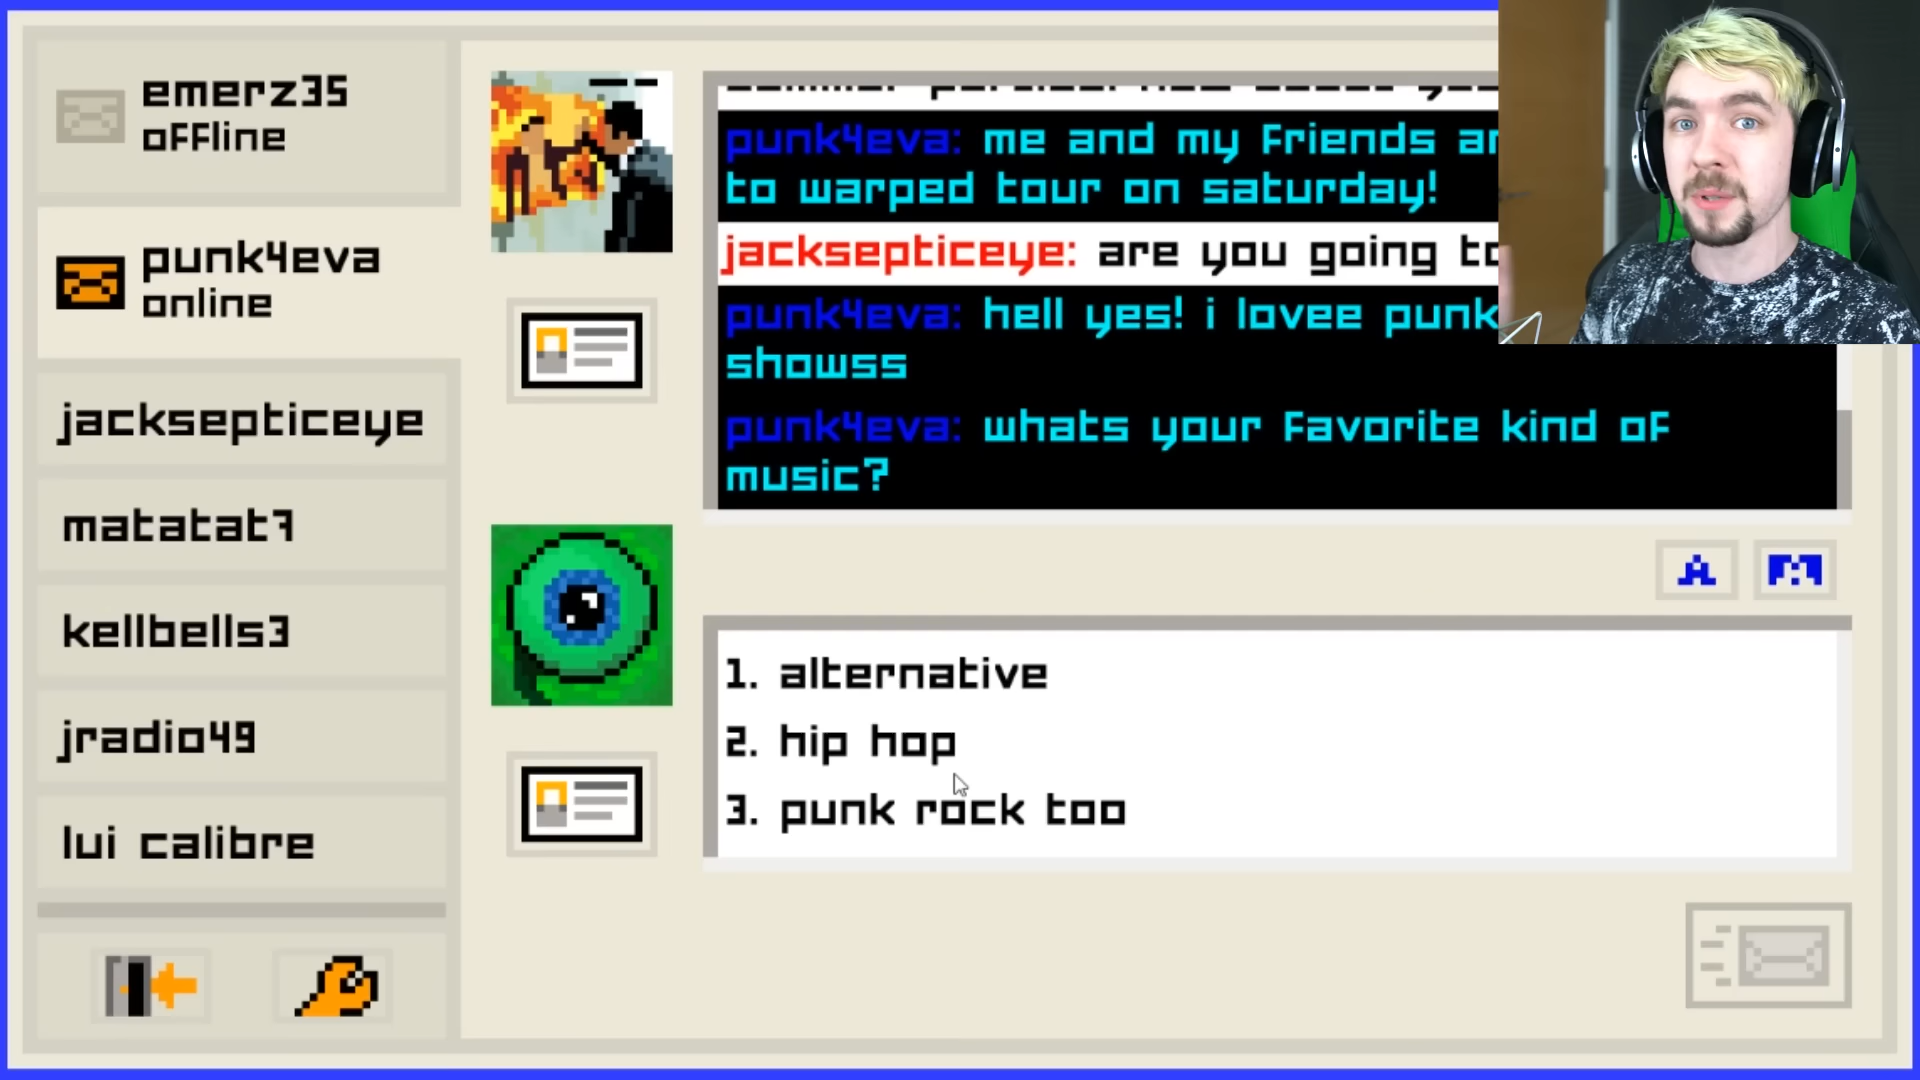 emerz35
offline
punk4eva
online
jacksepticeye
matatat7
kellbells3
jradio49
lui calibre
punk4eva: me and my friends
to warped tour on saturday!
jacksepticeye: are you going
punk4eva: hell yes! i lovee punk
showss
punk4eva: whats your favorite kind of
music?
A M
1. alternative
2. hip hop
3. punk rock too